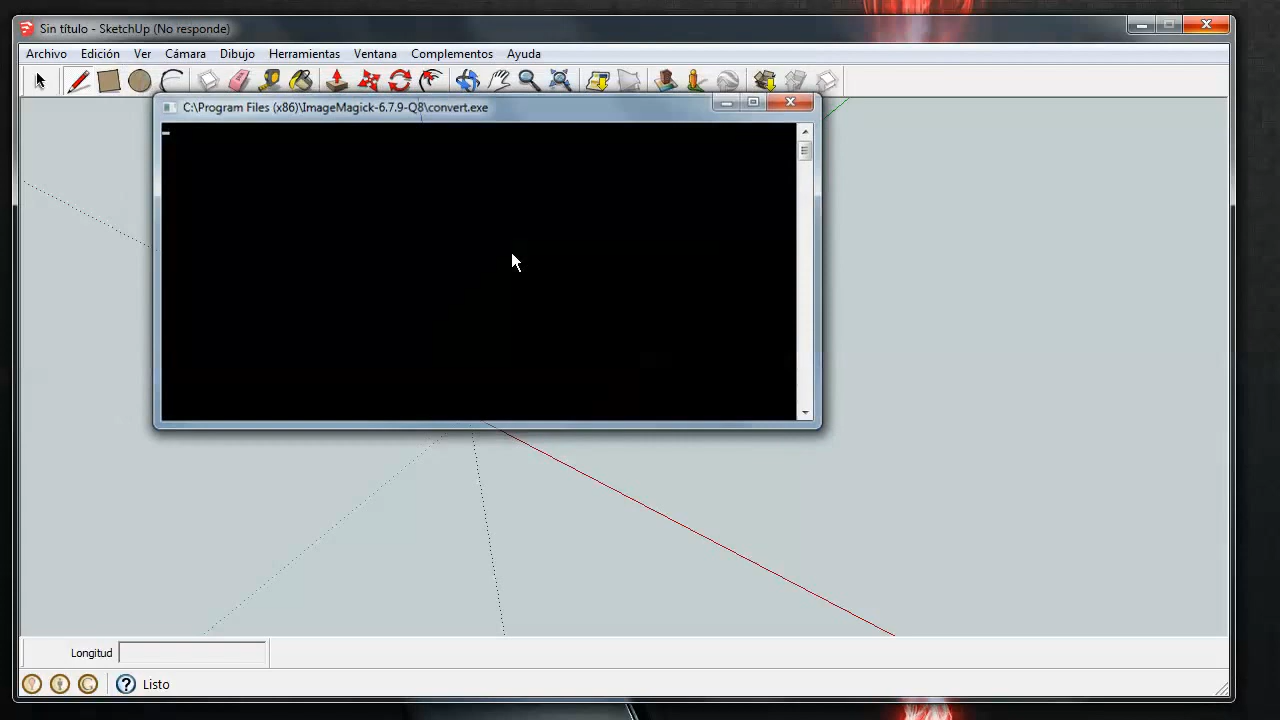 Sin título - SketchUp (No responde)
Archivo Edición Ver Cámara Dibujo Herramientas Ventana Complementos Ayuda
C:\Program Files (x86)\ImageMagick-6.7.9-Q8\convert.exe
Longitud
Listo